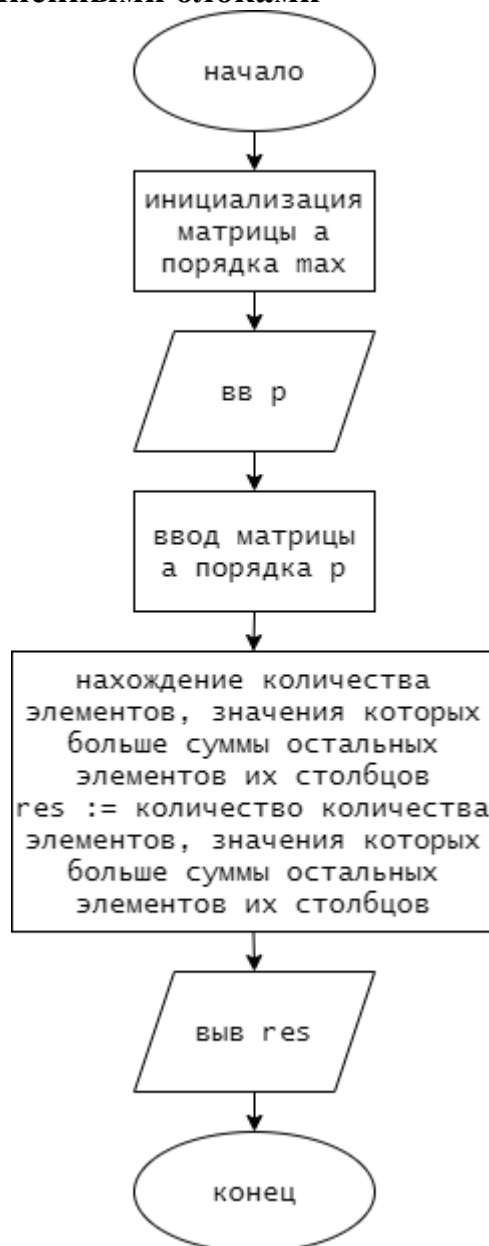 начало
инициализация
матрицы a
порядка max
вв p
ввод матрицы
а порядка p
нахождение количества
элементов, значения которых
больше суммы остальных
элементов их столбцов
res := количество количества
элементов, значения которых
больше суммы остальных
элементов их столбцов
выв res
конец